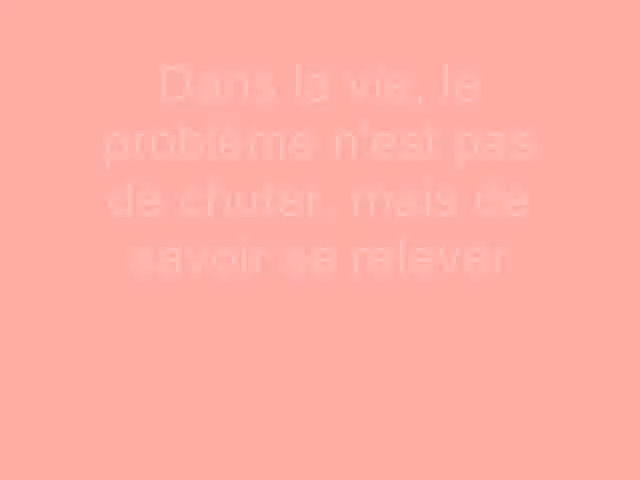 Dans la vie, le
problème n'est pas
de chuter, mais de
savoir se relever